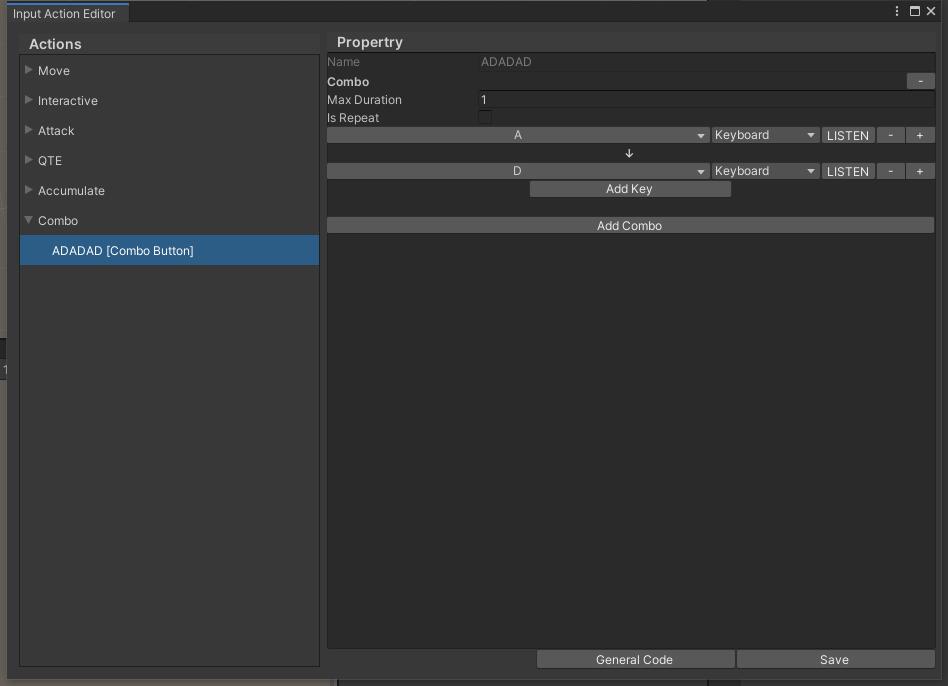 Input Action Editor
Actions
Move
Interactive
Attack
QTE
Accumulate
Combo
ADADAD [Combo Button]
Propertry
Name ADADAD
Combo -
Max Duration 1
Is Repeat
A Keyboard LISTEN - +
↓
D Keyboard LISTEN - +
Add Key
Add Combo
General Code Save
1